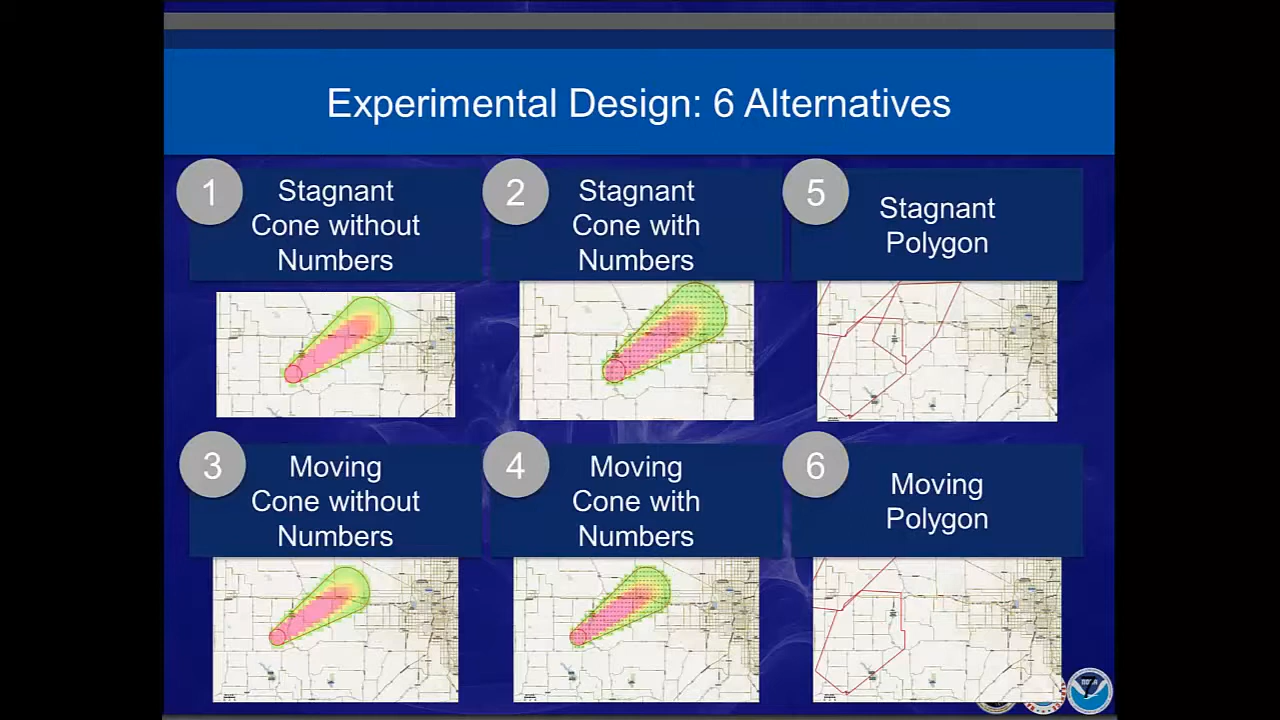 Experimental Design: 6 Alternatives
1
Stagnant
Cone without
Numbers
2
Stagnant
Cone with
Numbers
5
Stagnant
Polygon
3
Moving
Cone without
Numbers
4
Moving
Cone with
Numbers
6
Moving
Polygon